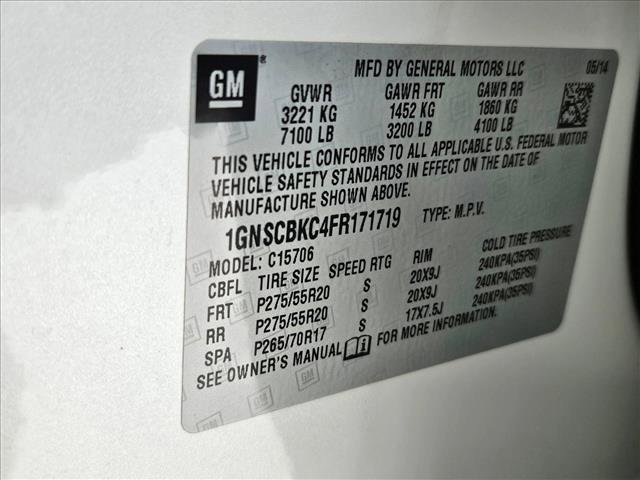 GM ® MFD BY GENERAL MOTORS LLC 05/14
GVWR GAWR FRT GAWR RR
3221 KG 1452 KG 1860 KG
7100 LB 3200 LB 4100 LB
THIS VEHICLE CONFORMS TO ALL APPLICABLE U.S. FEDERAL MOTOR
VEHICLE SAFETY STANDARDS IN EFFECT ON THE DATE OF
MANUFACTURE SHOWN ABOVE.
1GNSCBKC4FR171719 TYPE: M.P.V.
MODEL: C15706
CBFL TIRE SIZE SPEED RTG RIM COLD TIRE PRESSURE
FRT P275/55R20 S 20X9J 240KPA(35PSI)
RR P275/55R20 S 20X9J 240KPA(35PSI)
SPA P265/70R17 S 17X7.5J 240KPA(35PSI)
SEE OWNER'S MANUAL FOR MORE INFORMATION.